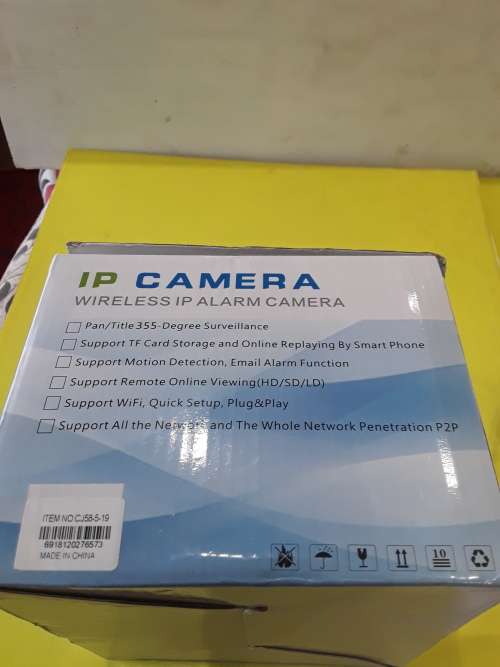 IP CAMERA
WIRELESS IP ALARM CAMERA
Pan/Title 355-Degree Surveillance
Support TF Card Storage and Online Replaying By Smart Phone
Support Motion Detection, Email Alarm Function
Support Remote Online Viewing(HD/SD/LD)
Support WiFi, Quick Setup, Plug&Play
Support All the Network and The Whole Network Penetration P2P
ITEM NO:CJ58-5-19
6918120276573
MADE IN CHINA
10